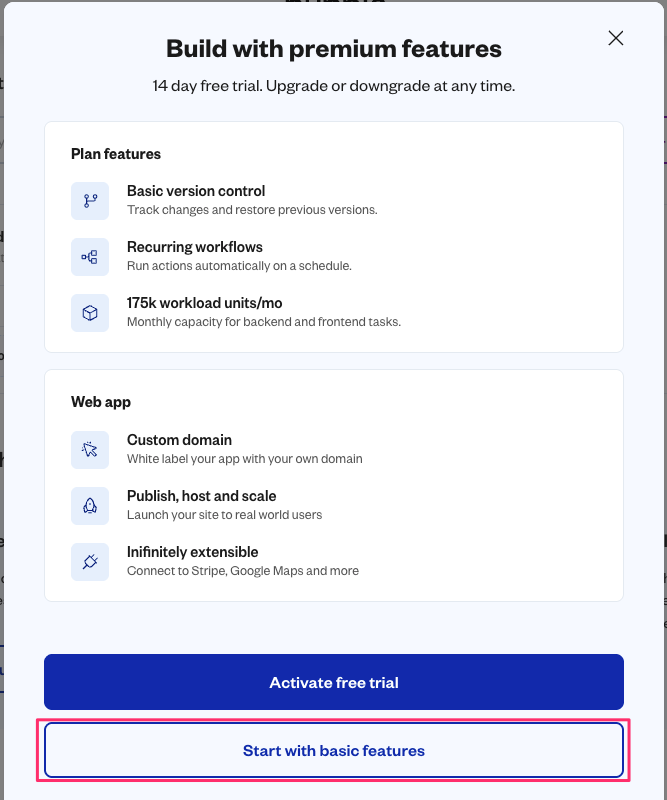 Build with premium features
14 day free trial. Upgrade or downgrade at any time.
Plan features
Basic version control
Track changes and restore previous versions.
Recurring workflows
Run actions automatically on a schedule.
175k workload units/mo
Monthly capacity for backend and frontend tasks.
Web app
Custom domain
White label your app with your own domain
Publish, host and scale
Launch your site to real world users
Inifinitely extensible
Connect to Stripe, Google Maps and more
Activate free trial
Start with basic features